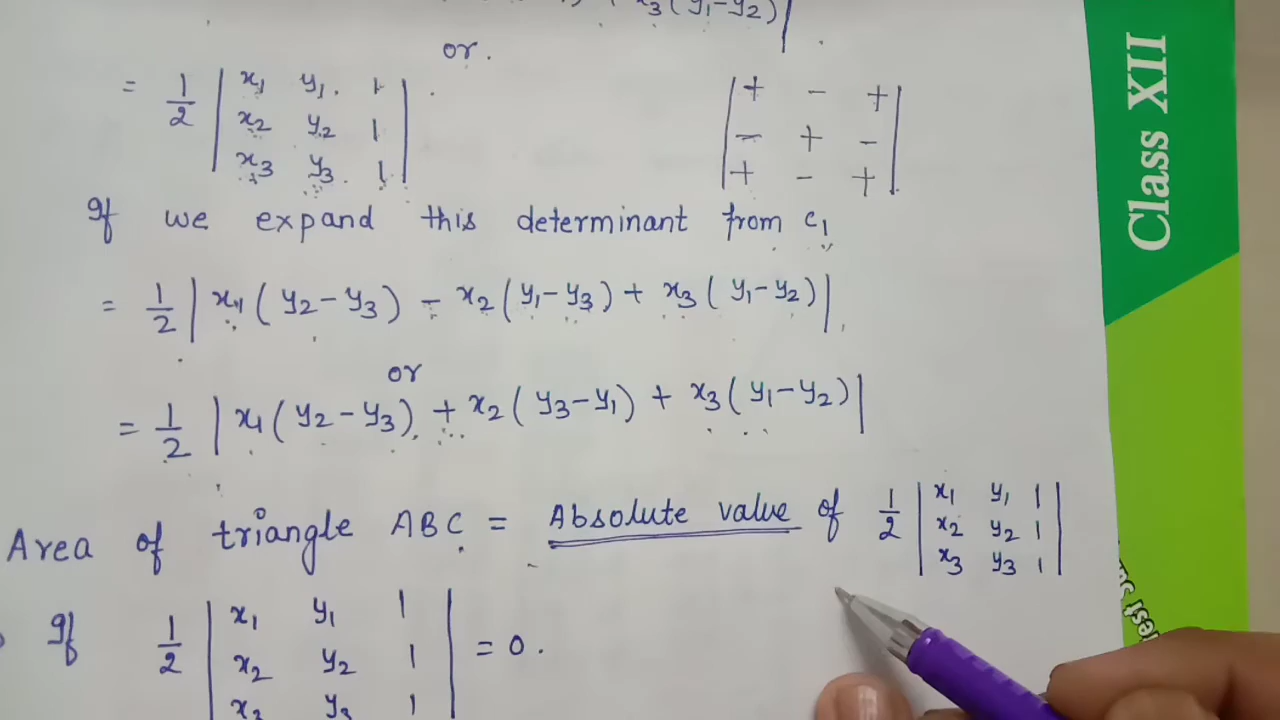 x₃(y₁-y₂)|
or.
= 1/2 | x₁ y₁ 1 |
| x₂ y₂ 1 |
| x₃ y₃ 1 |
| + - + |
| - + - |
| + - + |
If we expand this determinant from c₁
= 1/2 | x₁(y₂-y₃) - x₂(y₁-y₃) + x₃(y₁-y₂) |
or
= 1/2 | x₁(y₂-y₃) + x₂(y₃-y₁) + x₃(y₁-y₂) |
Area of triangle ABC = Absolute value of 1/2 | x₁ y₁ 1 |
| x₂ y₂ 1 |
| x₃ y₃ 1 |
If 1/2 | x₁ y₁ 1 |
| x₂ y₂ 1 | = 0.
| x₃ y₃ 1 |
Class XII